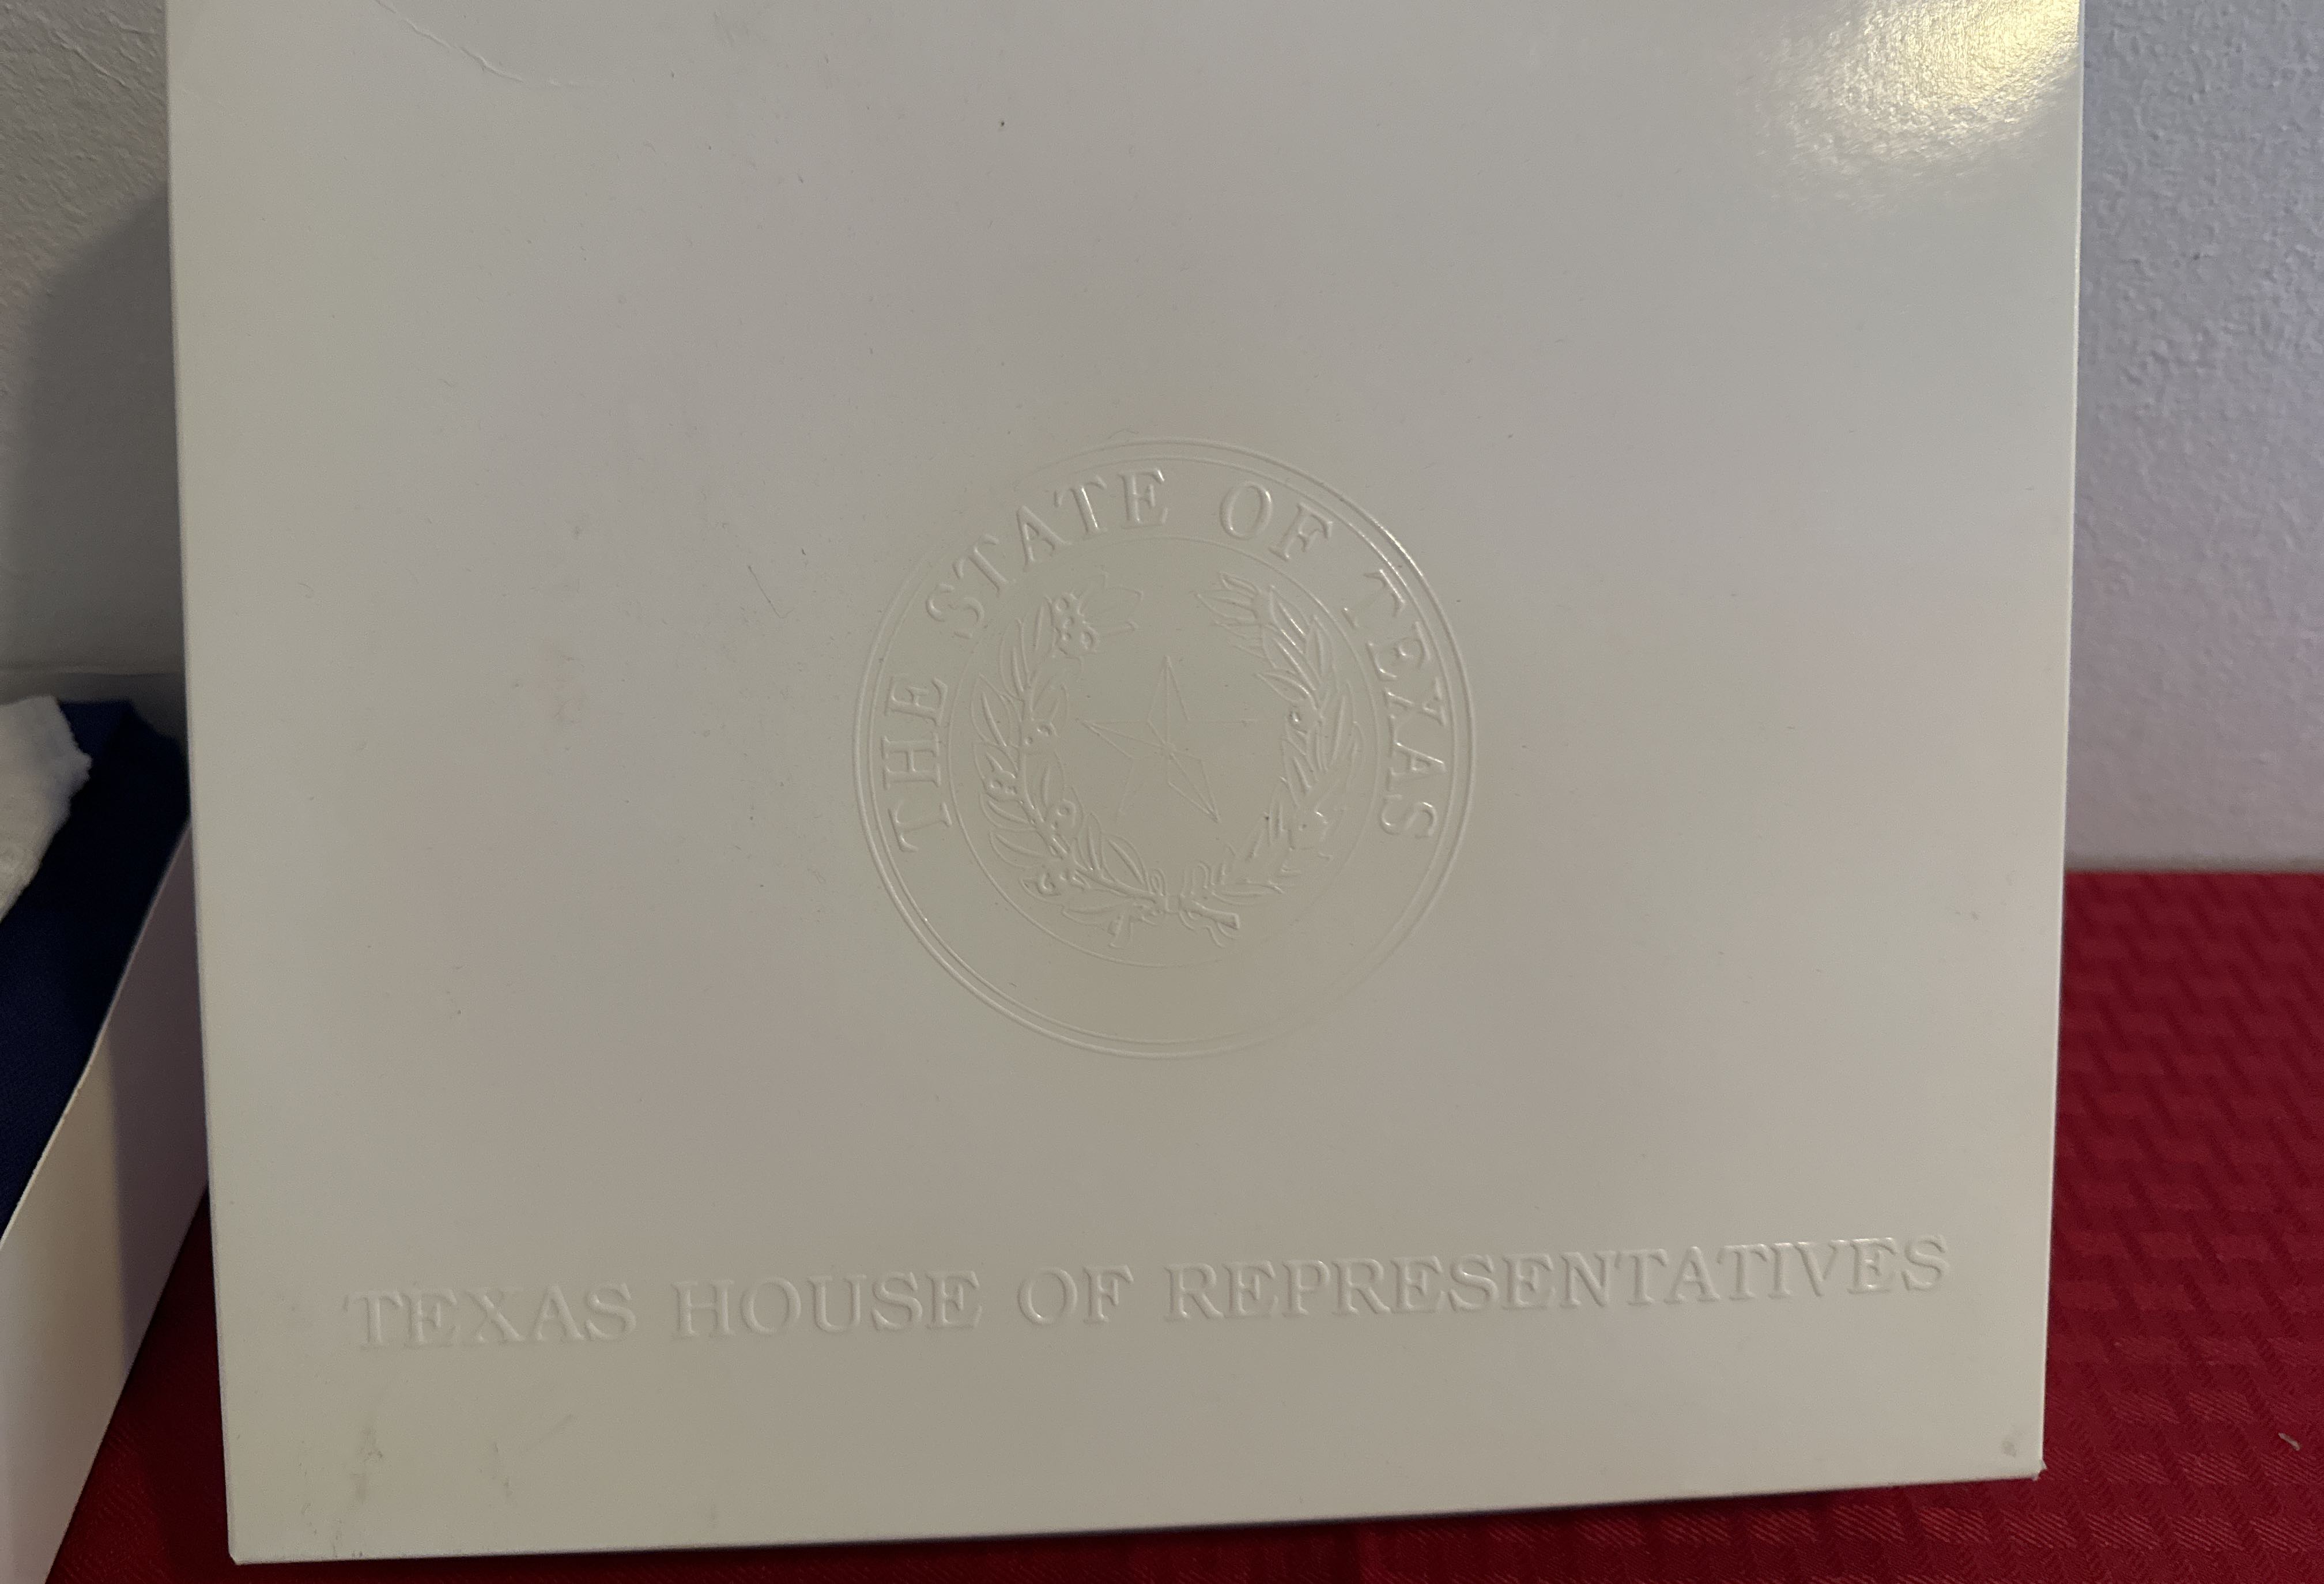 THE STATE OF TEXAS
TEXAS HOUSE OF REPRESENTATIVES